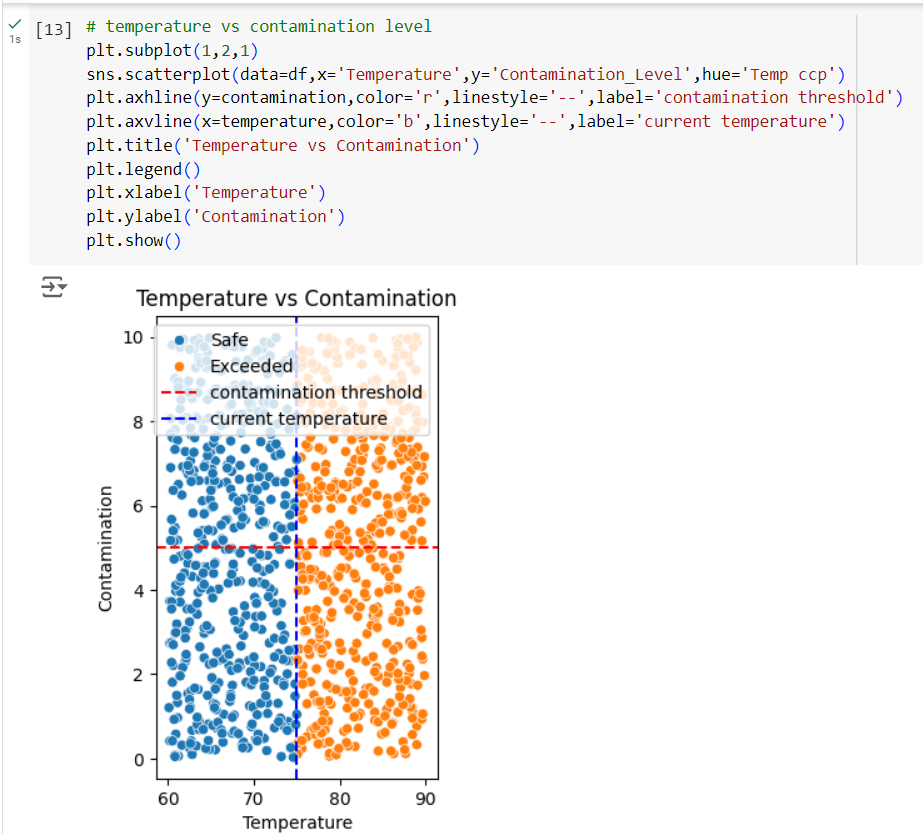 [13] # temperature vs contamination level
1s
plt.subplot(1,2,1)
sns.scatterplot(data=df,x='Temperature',y='Contamination_Level',hue='Temp ccp')
plt.axhline(y=contamination,color='r',linestyle='--',label='contamination threshold')
plt.axvline(x=temperature,color='b',linestyle='--',label='current temperature')
plt.title('Temperature vs Contamination')
plt.legend()
plt.xlabel('Temperature')
plt.ylabel('Contamination')
plt.show()
Temperature vs Contamination
Safe
Exceeded
contamination threshold
current temperature
10
8
6
4
2
0
Contamination
60 70 80 90
Temperature